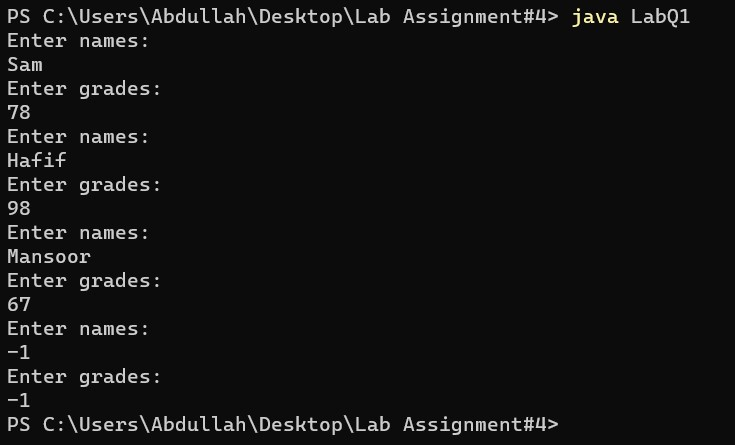 PS C:\Users\Abdullah\Desktop\Lab Assignment#4> java LabQ1
Enter names:
Sam
Enter grades:
78
Enter names:
Hafif
Enter grades:
98
Enter names:
Mansoor
Enter grades:
67
Enter names:
-1
Enter grades:
-1
PS C:\Users\Abdullah\Desktop\Lab Assignment#4>